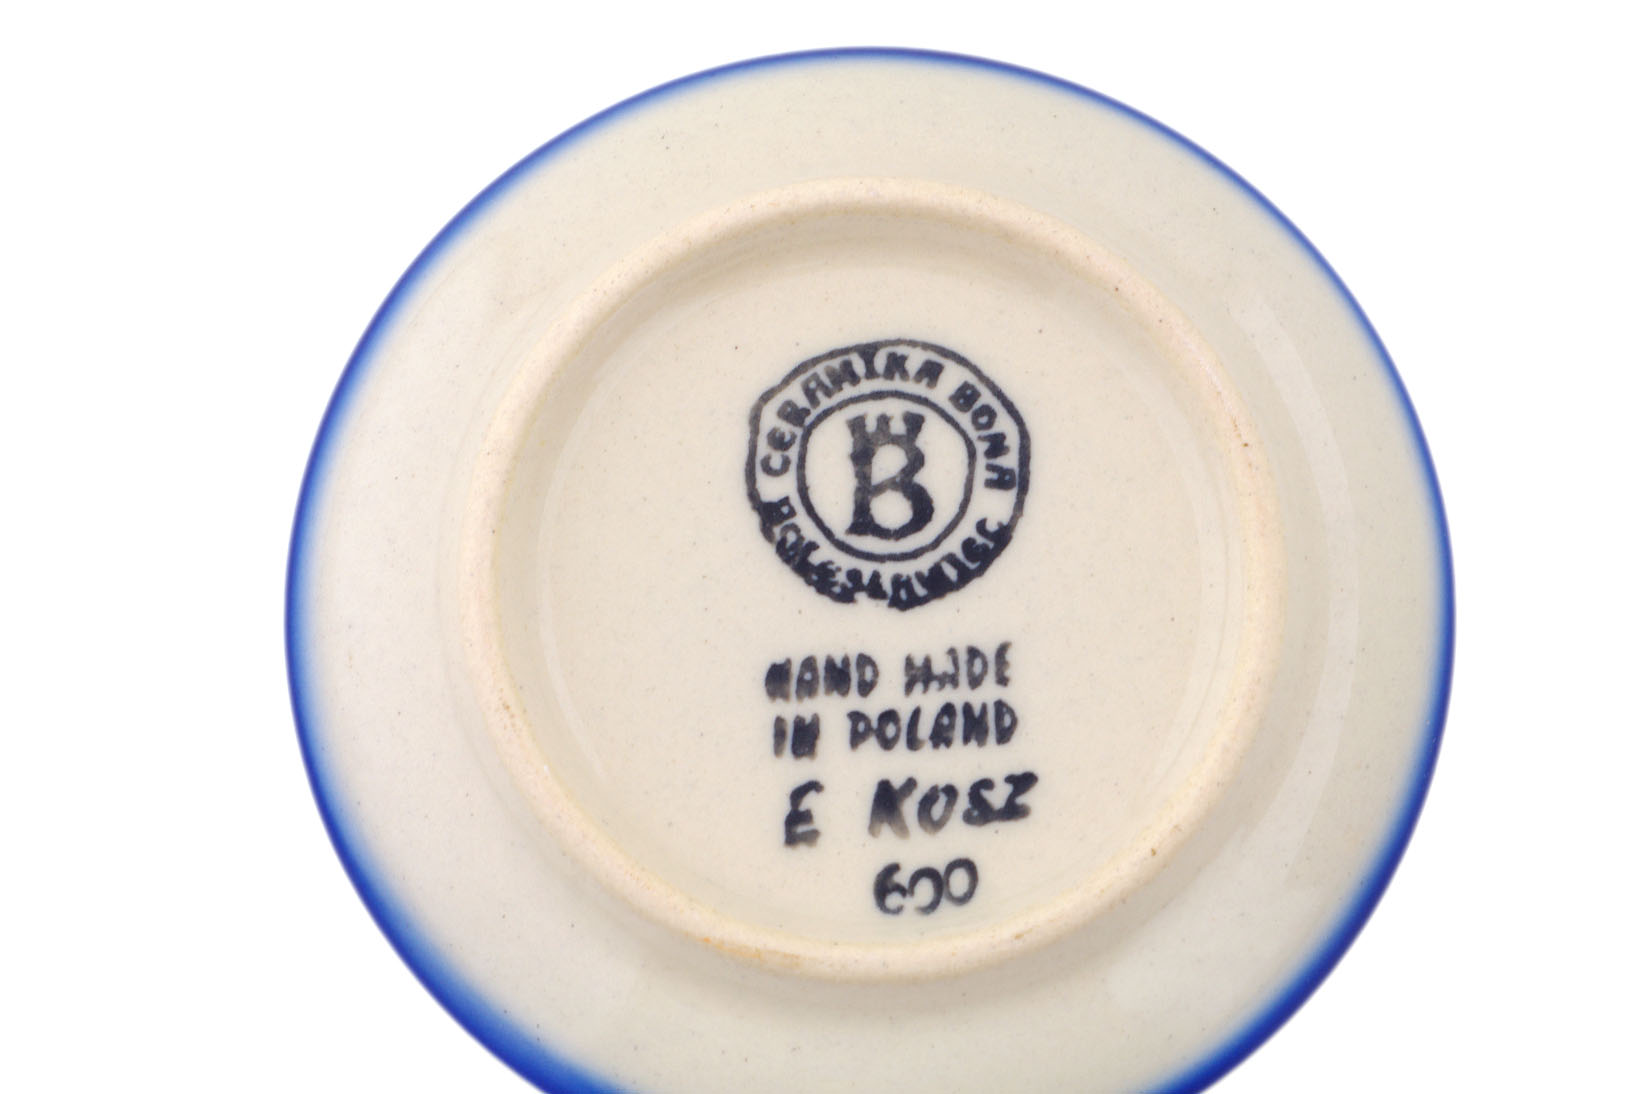 CERAMIKA BONA
BOLESŁAWIEC
B
HAND MADE
IN POLAND
E KOSZ
600